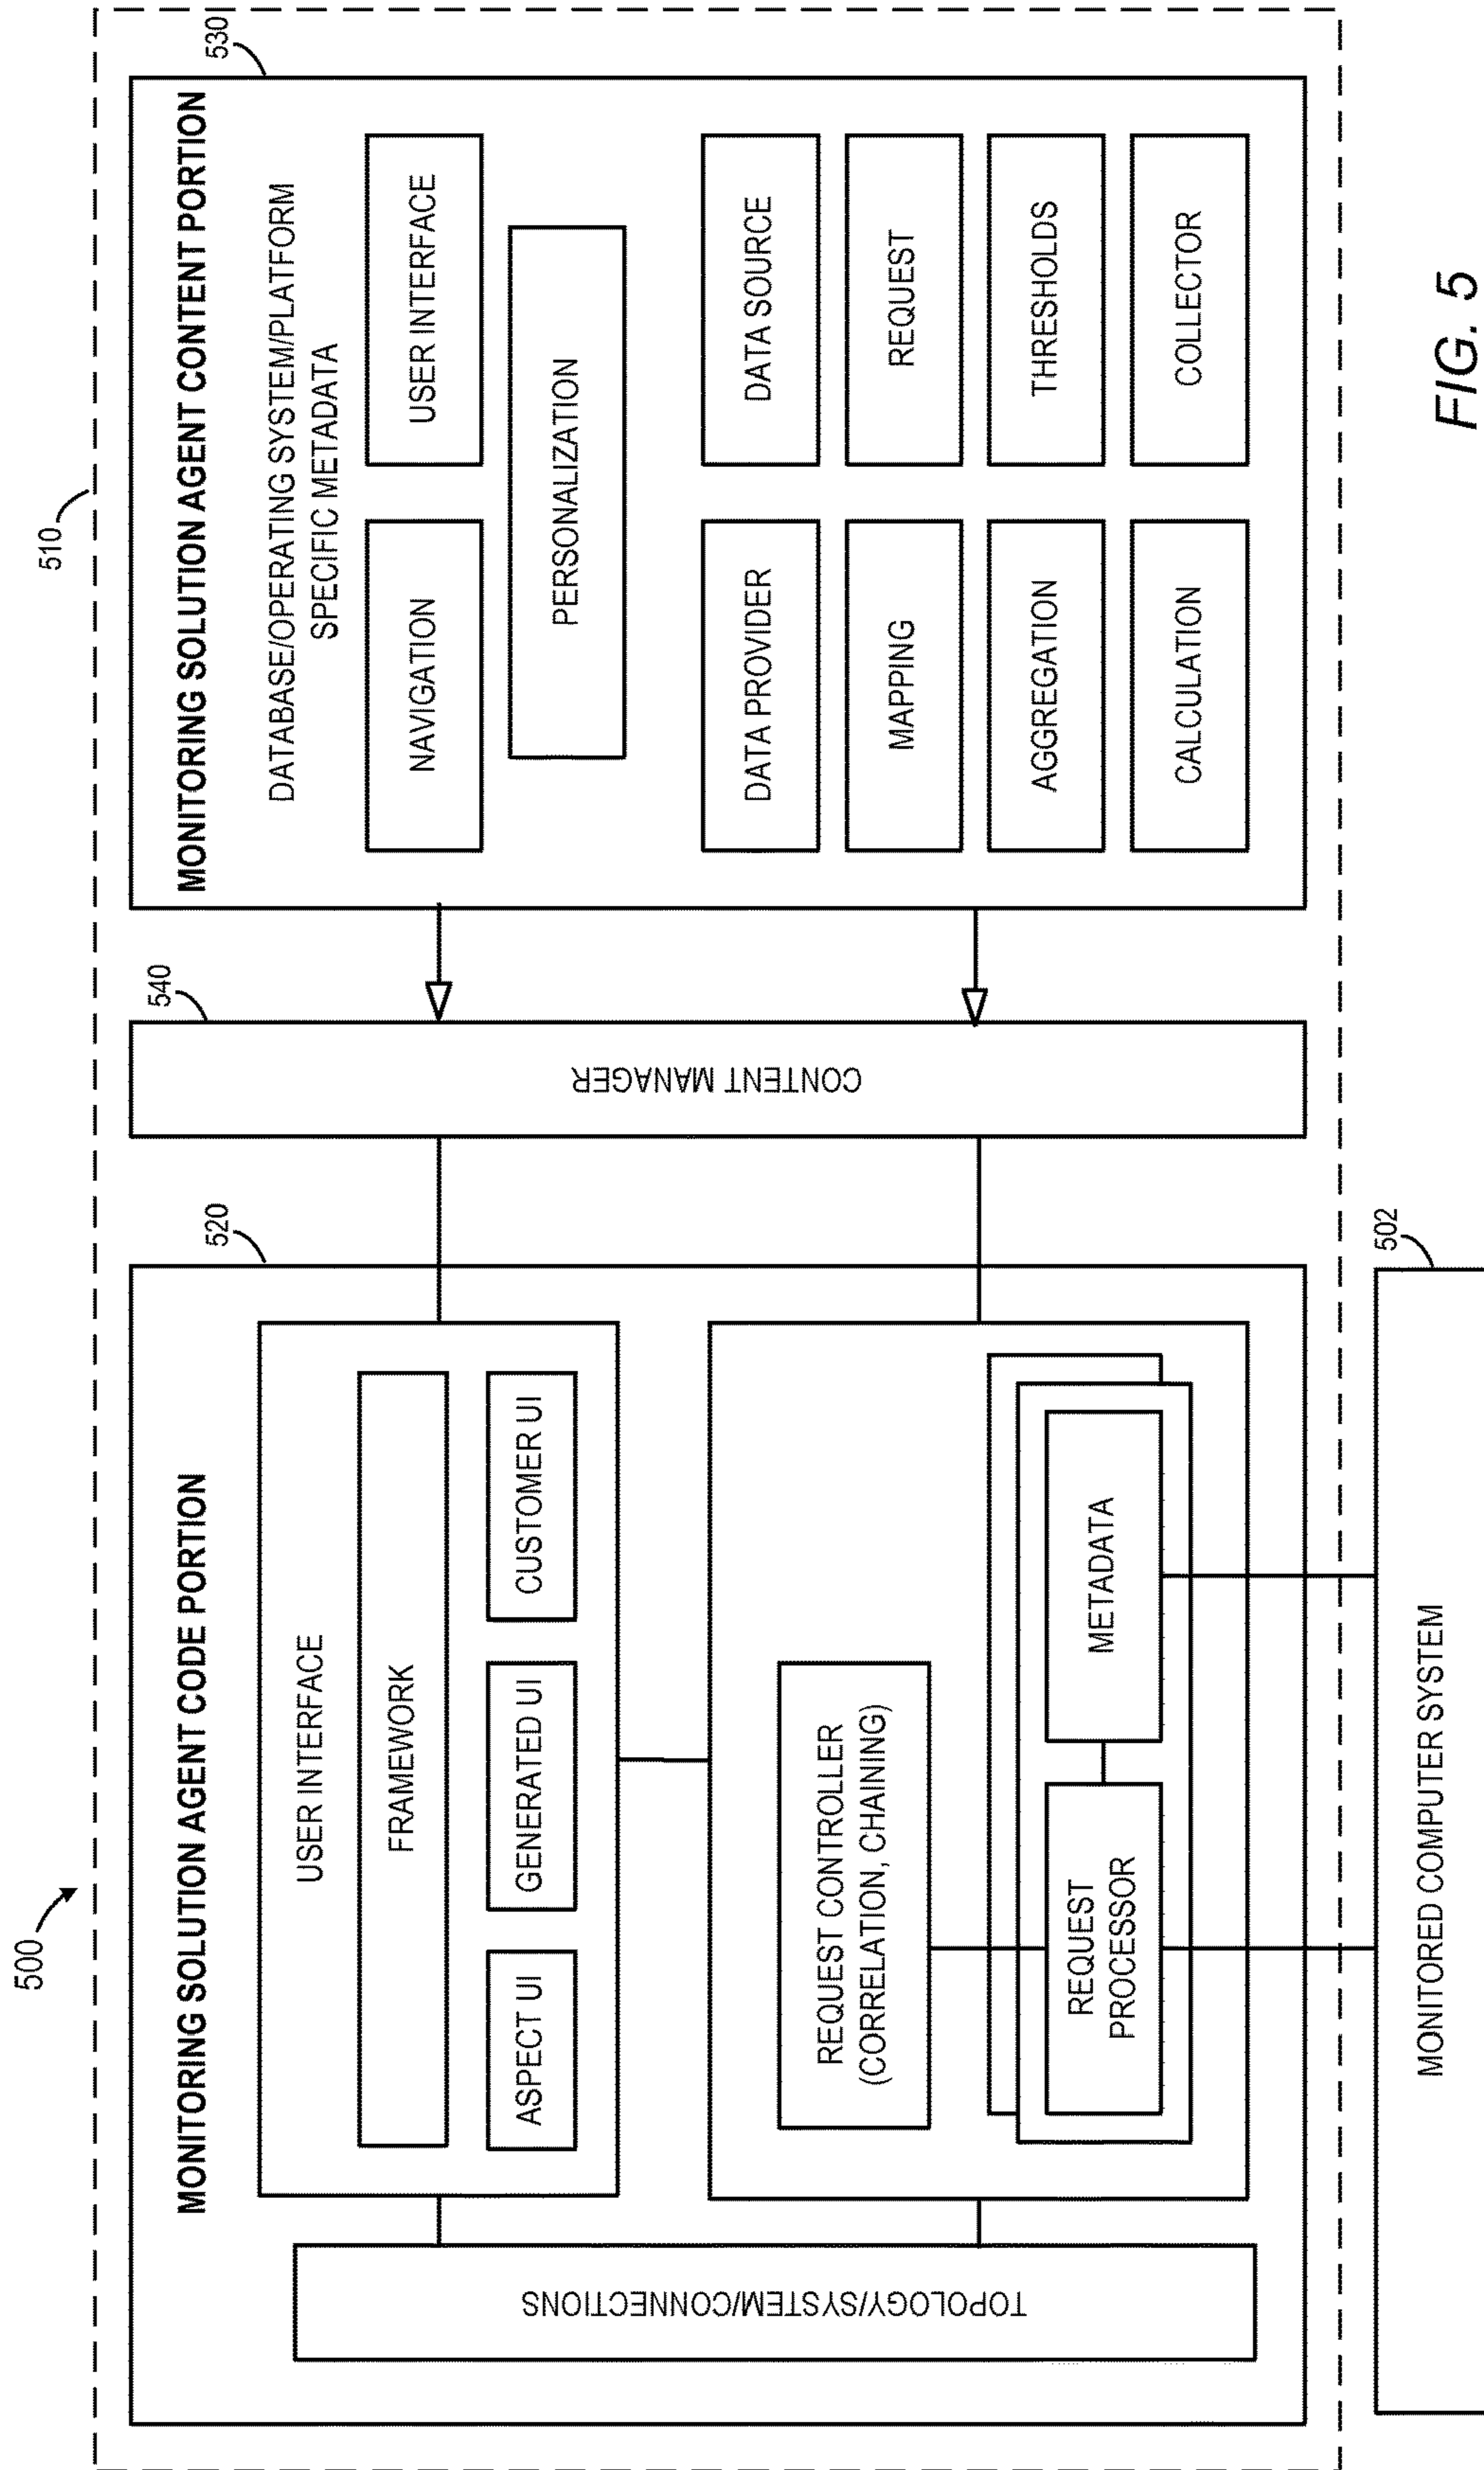 500
510
MONITORING SOLUTION AGENT CODE PORTION
520
USER INTERFACE
FRAMEWORK
ASPECT UI
GENERATED UI
CUSTOMER UI
REQUEST CONTROLLER
(CORRELATION, CHAINING)
REQUEST
PROCESSOR
METADATA
TOPOLOGY/SYSTEM/CONNECTIONS
540
CONTENT MANAGER
530
MONITORING SOLUTION AGENT CONTENT PORTION
DATABASE/OPERATING SYSTEM/PLATFORM
SPECIFIC METADATA
NAVIGATION
USER INTERFACE
PERSONALIZATION
DATA PROVIDER
DATA SOURCE
MAPPING
REQUEST
AGGREGATION
THRESHOLDS
CALCULATION
COLLECTOR
502
MONITORED COMPUTER SYSTEM
FIG. 5